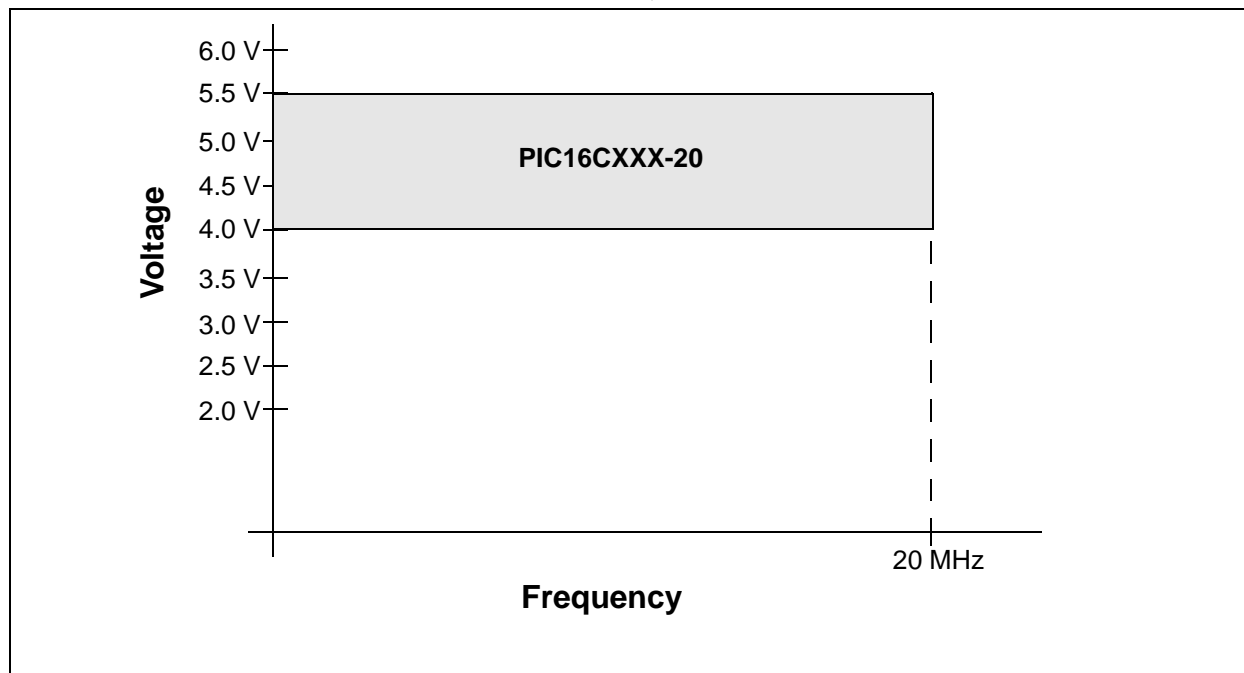 6.0 V
5.5 V
5.0 V
4.5 V
4.0 V
3.5 V
3.0 V
2.5 V
2.0 V
Voltage
PIC16CXXX-20
20 MHz
Frequency